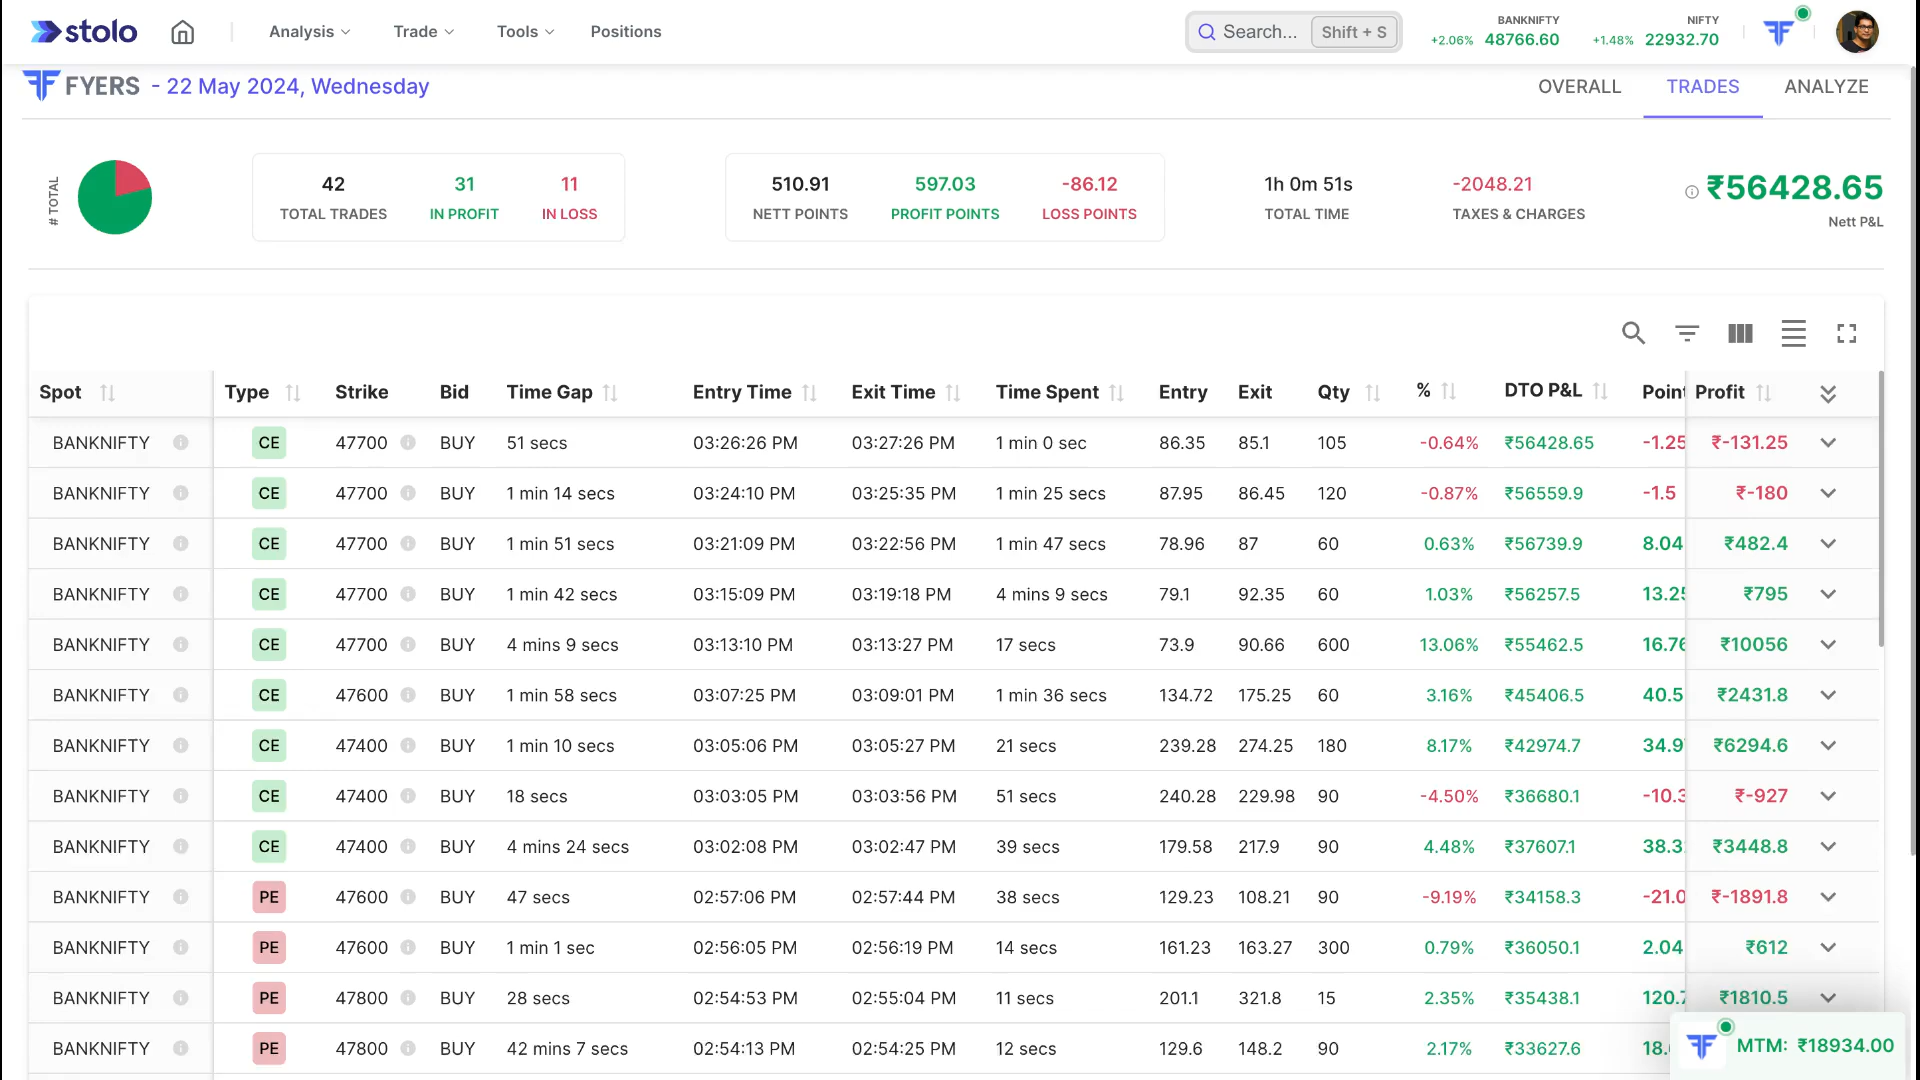 stolo Analysis Trade Tools Positions Search... Shift + S BANKNIFTY +2.06% 48766.60 NIFTY +1.48% 22932.70
FYERS - 22 May 2024, Wednesday OVERALL TRADES ANALYZE
# TOTAL
42 31 11 510.91 597.03 -86.12 1h 0m 51s -2048.21 ₹56428.65
TOTAL TRADES IN PROFIT IN LOSS NETT POINTS PROFIT POINTS LOSS POINTS TOTAL TIME TAXES & CHARGES Nett P&L
Spot Type Strike Bid Time Gap Entry Time Exit Time Time Spent Entry Exit Qty % DTO P&L Point Profit
BANKNIFTY CE 47700 BUY 51 secs 03:26:26 PM 03:27:26 PM 1 min 0 sec 86.35 85.1 105 -0.64% ₹56428.65 -1.25 ₹-131.25
BANKNIFTY CE 47700 BUY 1 min 14 secs 03:24:10 PM 03:25:35 PM 1 min 25 secs 87.95 86.45 120 -0.87% ₹56559.9 -1.5 ₹-180
BANKNIFTY CE 47700 BUY 1 min 51 secs 03:21:09 PM 03:22:56 PM 1 min 47 secs 78.96 87 60 0.63% ₹56739.9 8.04 ₹482.4
BANKNIFTY CE 47700 BUY 1 min 42 secs 03:15:09 PM 03:19:18 PM 4 mins 9 secs 79.1 92.35 60 1.03% ₹56257.5 13.25 ₹795
BANKNIFTY CE 47700 BUY 4 mins 9 secs 03:13:10 PM 03:13:27 PM 17 secs 73.9 90.66 600 13.06% ₹55462.5 16.76 ₹10056
BANKNIFTY CE 47600 BUY 1 min 58 secs 03:07:25 PM 03:09:01 PM 1 min 36 secs 134.72 175.25 60 3.16% ₹45406.5 40.5 ₹2431.8
BANKNIFTY CE 47400 BUY 1 min 10 secs 03:05:06 PM 03:05:27 PM 21 secs 239.28 274.25 180 8.17% ₹42974.7 34.9 ₹6294.6
BANKNIFTY CE 47400 BUY 18 secs 03:03:05 PM 03:03:56 PM 51 secs 240.28 229.98 90 -4.50% ₹36680.1 -10.3 ₹-927
BANKNIFTY CE 47400 BUY 4 mins 24 secs 03:02:08 PM 03:02:47 PM 39 secs 179.58 217.9 90 4.48% ₹37607.1 38.3 ₹3448.8
BANKNIFTY PE 47600 BUY 47 secs 02:57:06 PM 02:57:44 PM 38 secs 129.23 108.21 90 -9.19% ₹34158.3 -21.0 ₹-1891.8
BANKNIFTY PE 47600 BUY 1 min 1 sec 02:56:05 PM 02:56:19 PM 14 secs 161.23 163.27 300 0.79% ₹36050.1 2.04 ₹612
BANKNIFTY PE 47800 BUY 28 secs 02:54:53 PM 02:55:04 PM 11 secs 201.1 321.8 15 2.35% ₹35438.1 120.7 ₹1810.5
BANKNIFTY PE 47800 BUY 42 mins 7 secs 02:54:13 PM 02:54:25 PM 12 secs 129.6 148.2 90 2.17% ₹33627.6 18. MTM: ₹18934.00